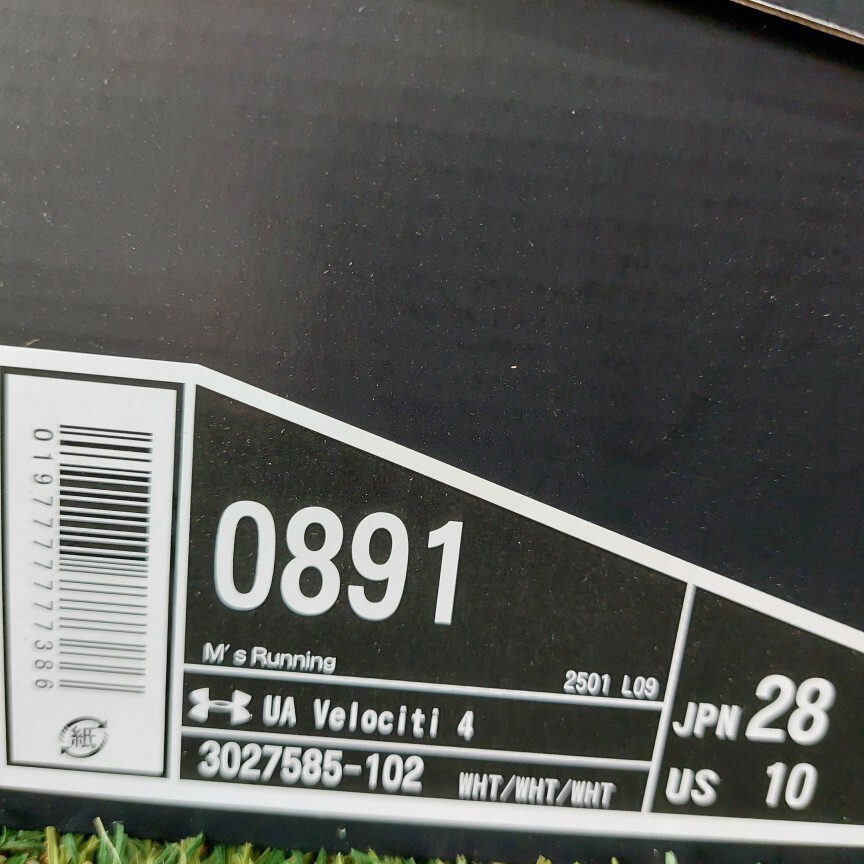 0197777777386
紙
0891
M's Running
2501 L09
UA Velociti 4
3027585-102 WHT/WHT/WHT
JPN 28
US 10